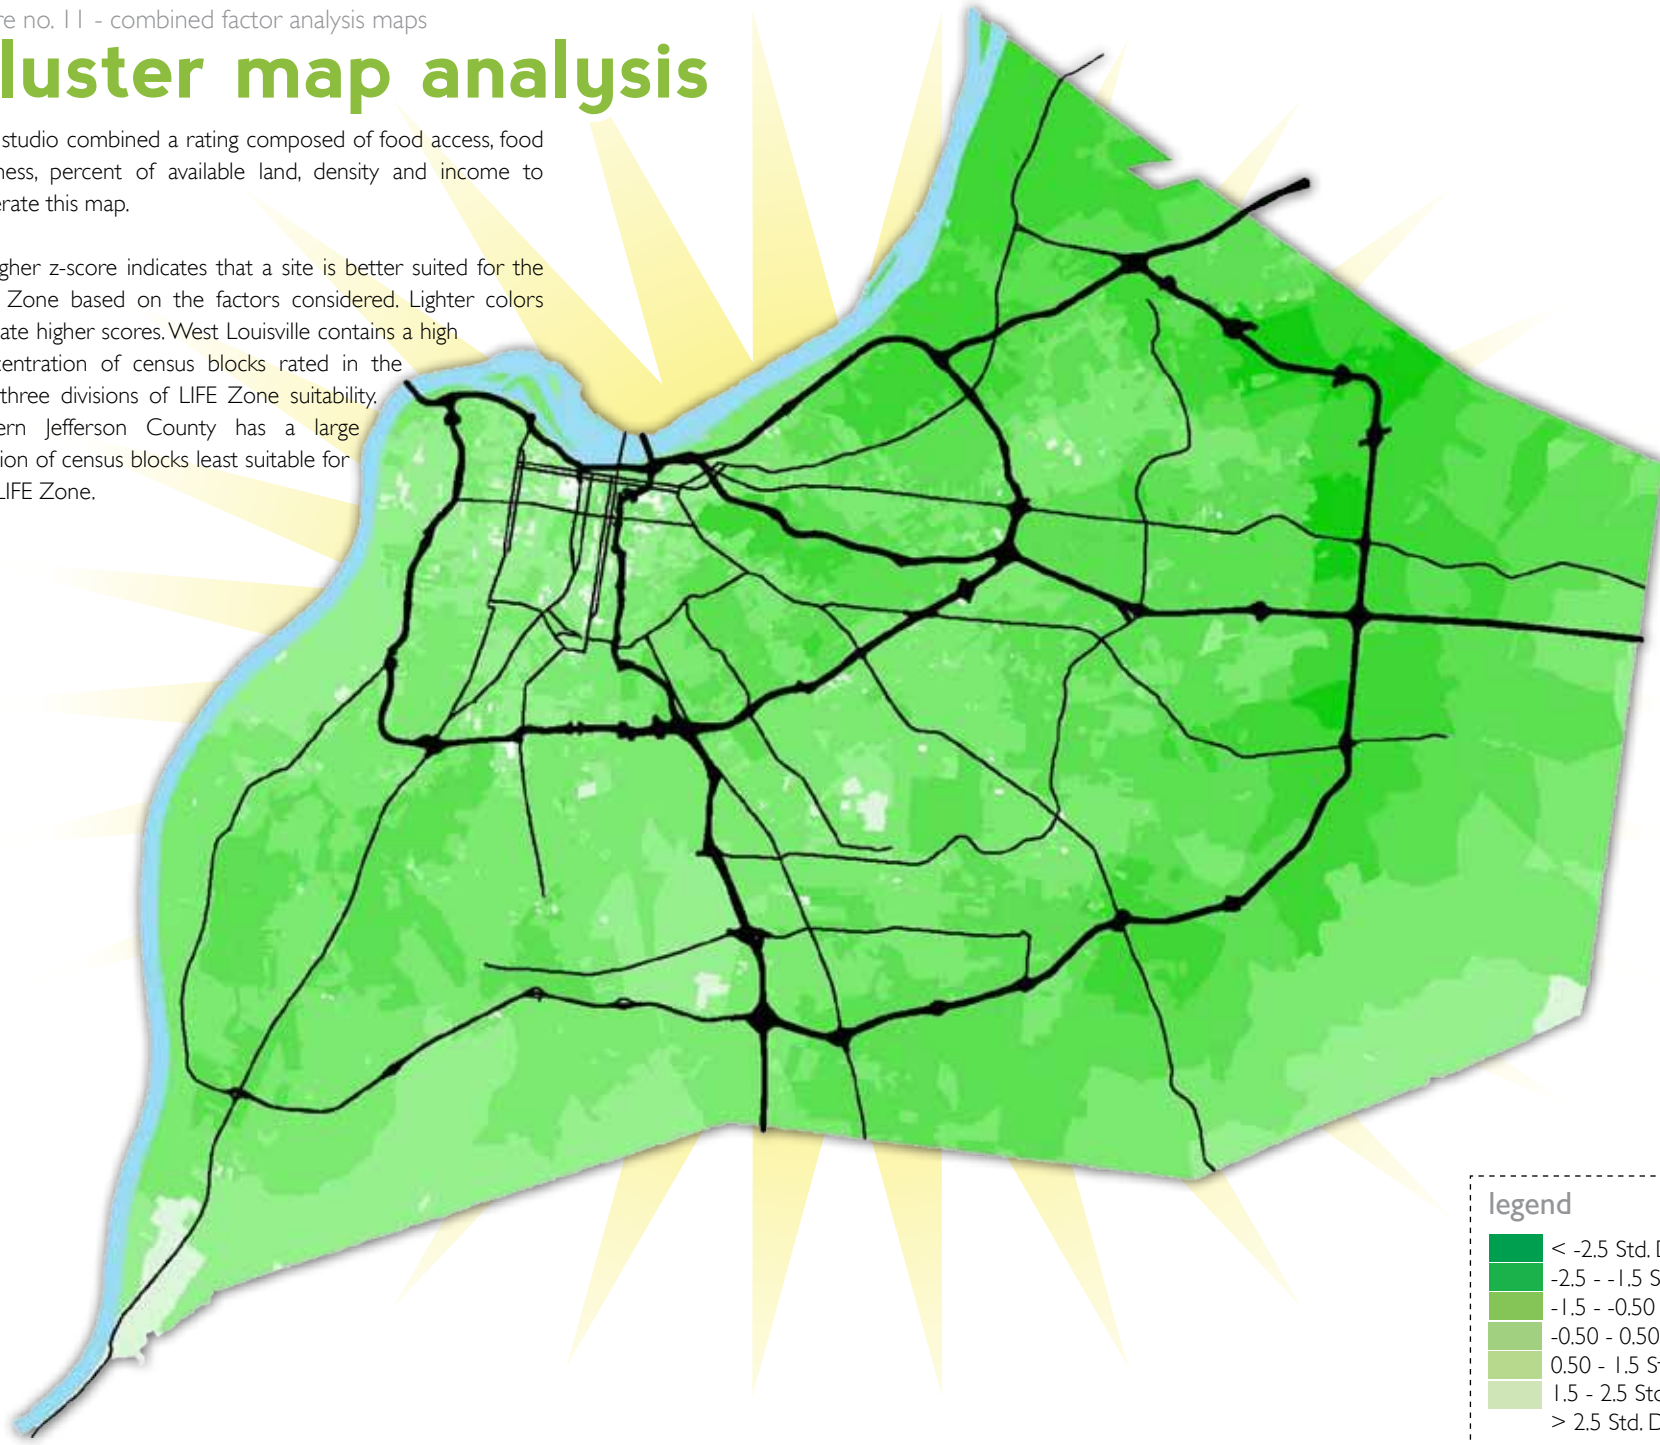 re no. 11 - combined factor analysis maps
luster map analysis
studio combined a rating composed of food access, food
ness, percent of available land, density and income to
erate this map.
gher z-score indicates that a site is better suited for the
Zone based on the factors considered. Lighter colors
ate higher scores. West Louisville contains a high
entration of census blocks rated in the
three divisions of LIFE Zone suitability.
ern Jefferson County has a large
ion of census blocks least suitable for
LIFE Zone.
legend
< -2.5 Std. D
-2.5 - -1.5 S
-1.5 - -0.50
-0.50 - 0.50
0.50 - 1.5 St
1.5 - 2.5 Std
> 2.5 Std. D